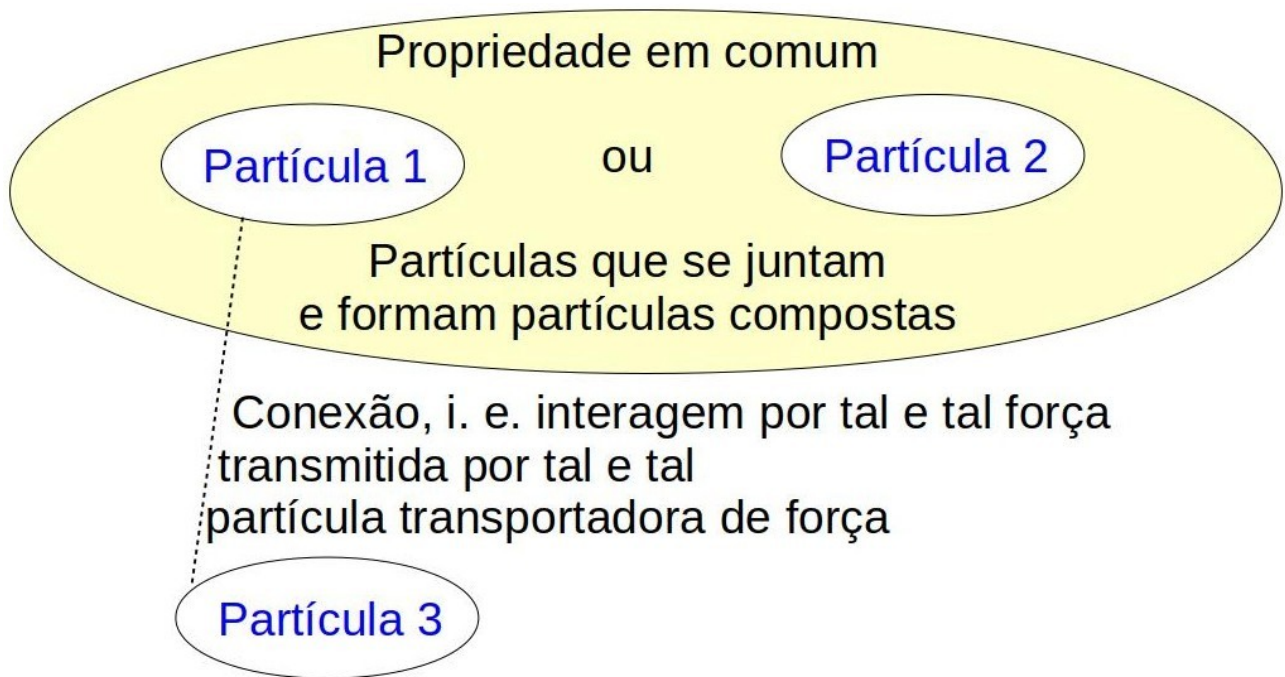 Propriedade em comum
Partícula 1 ou Partícula 2
Partículas que se juntam
e formam partículas compostas
Conexão, i. e. interagem por tal e tal força
transmitida por tal e tal
partícula transportadora de força
Partícula 3